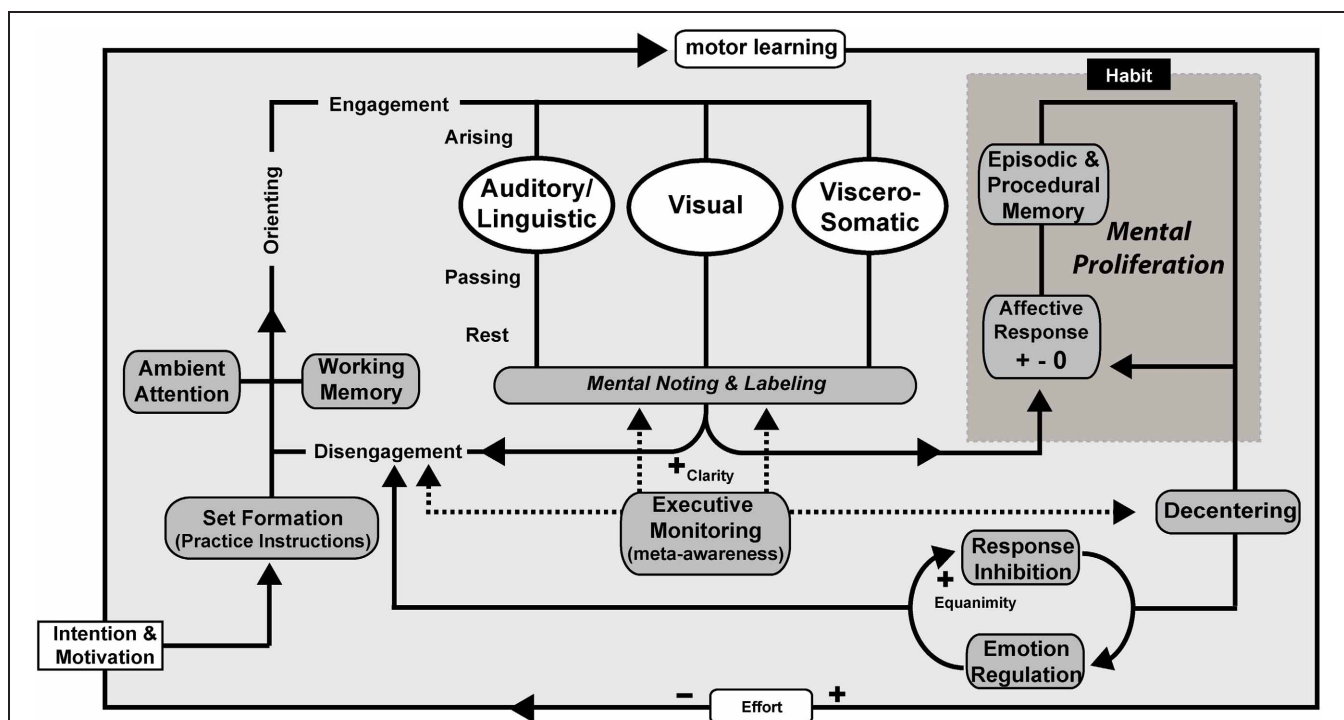 motor learning
Habit
Engagement
Arising
Orienting
Auditory/
Linguistic
Visual
Viscero-
Somatic
Episodic &
Procedural
Memory
Mental
Proliferation
Passing
Rest
Affective
Response
+ - 0
Ambient
Attention
Working
Memory
Mental Noting & Labeling
Disengagement
+ Clarity
Set Formation
(Practice Instructions)
Executive
Monitoring
(meta-awareness)
Decentering
Response
Inhibition
+
Equanimity
Emotion
Regulation
Intention &
Motivation
− Effort +